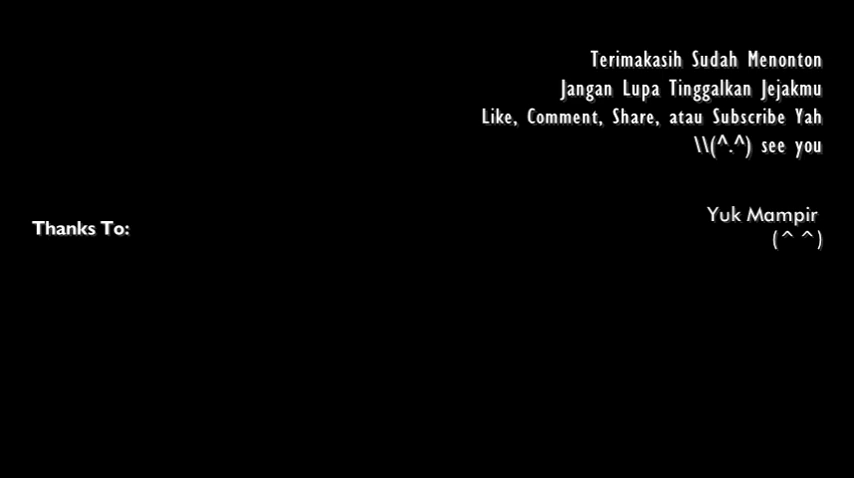 Terimakasih Sudah Menonton
Jangan Lupa Tinggalkan Jejakmu
Like, Comment, Share, atau Subscribe Yah
\\(^.^) see you
Thanks To:
Yuk Mampir
(^ ^)